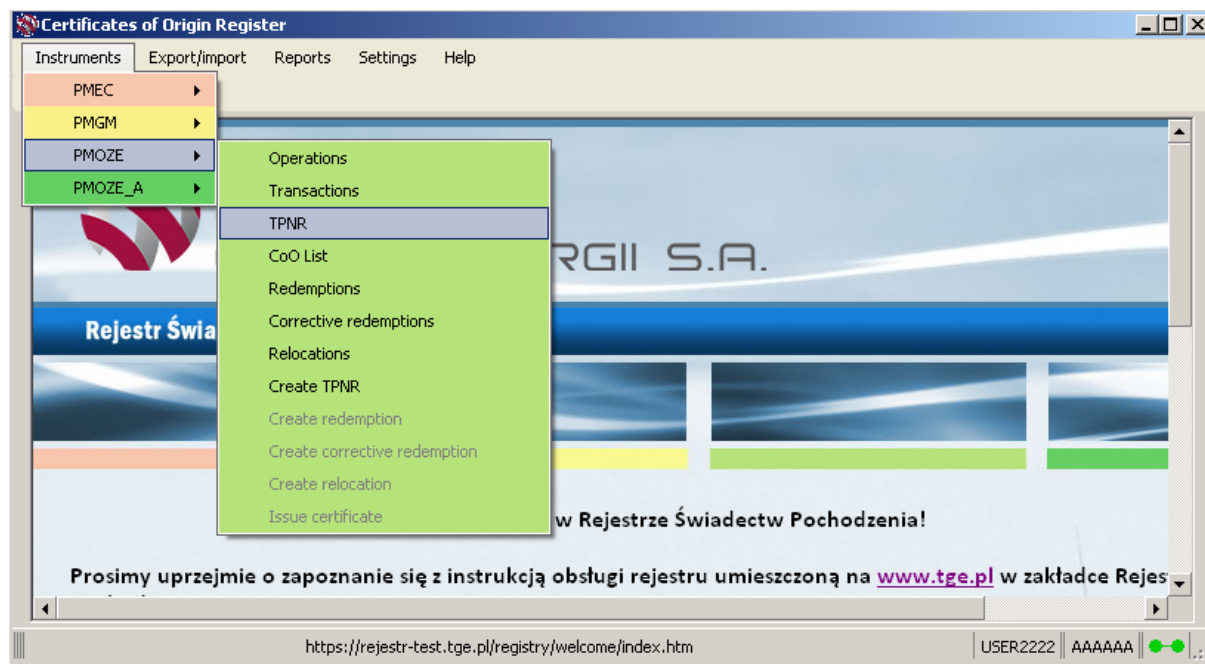 Certificates of Origin Register
Instruments Export/import Reports Settings Help
PMEC
PMGM
PMOZE
PMOZE_A
Operations
Transactions
TPNR
CoO List
Redemptions
Corrective redemptions
Relocations
Create TPNR
Create redemption
Create corrective redemption
Create relocation
Issue certificate
RGII S.A.
Rejestr Świa
w Rejestrze Świadectw Pochodzenia!
Prosimy uprzejmie o zapoznanie się z instrukcją obsługi rejestru umieszczoną na www.tge.pl w zakładce Rejes
https://rejestr-test.tge.pl/registry/welcome/index.htm USER2222 AAAAAA